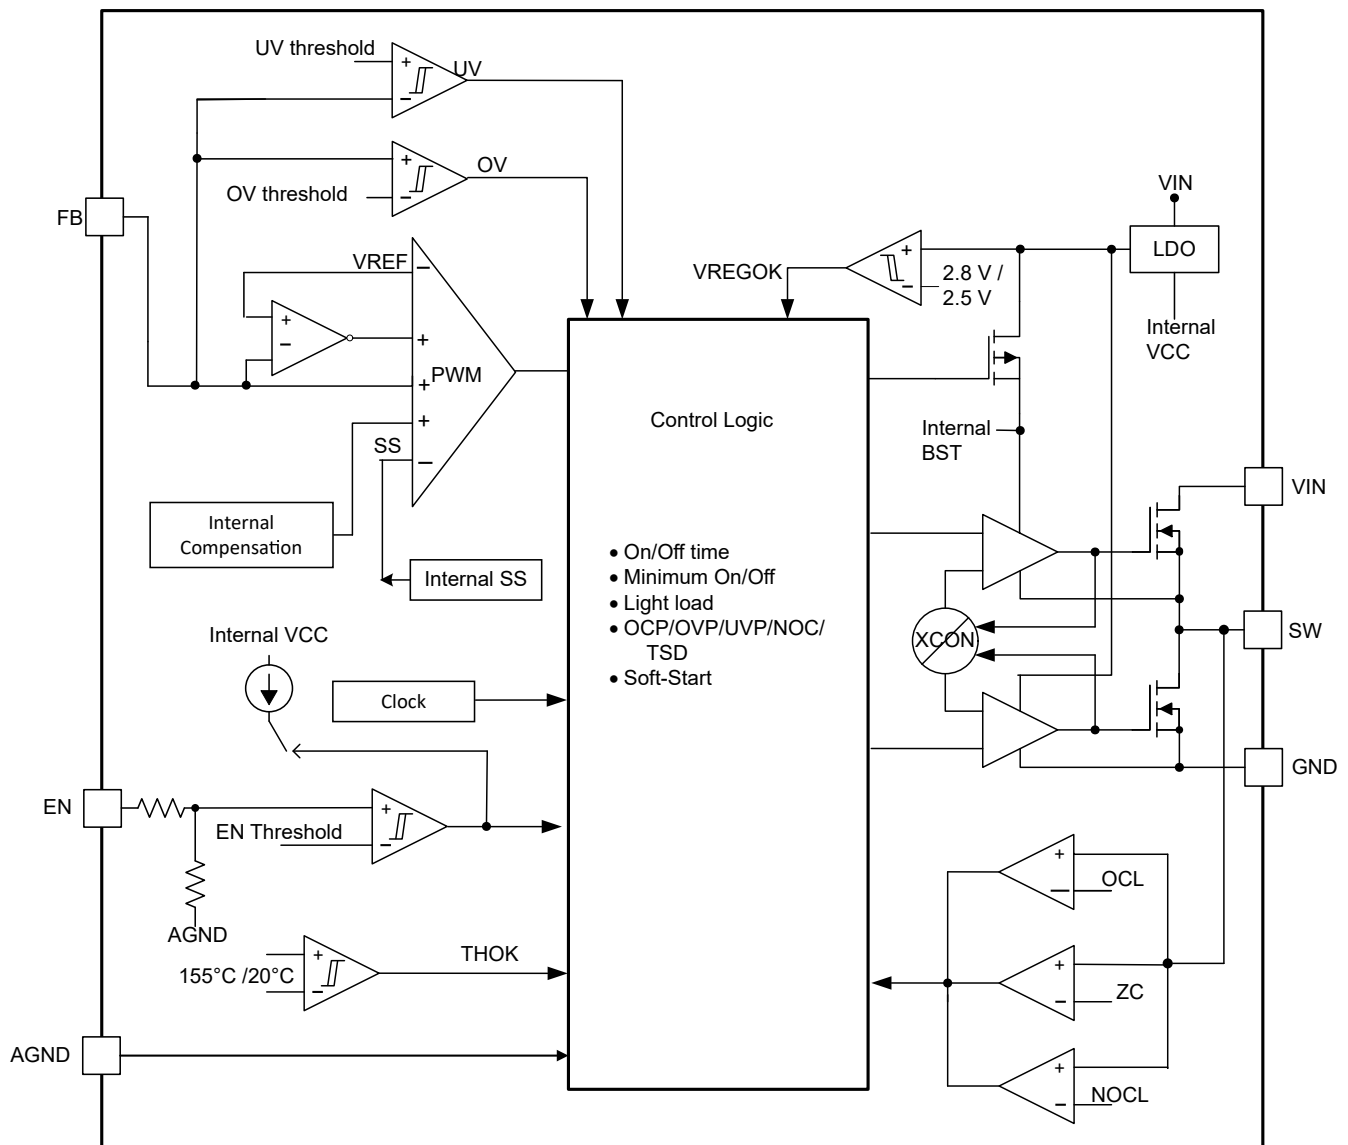 UV threshold
+
UV
−
+
OV
OV threshold
−
VIN
FB
LDO
VREF
−
VREGOK
+
−
2.8 V /
2.5 V
+
−
+
Internal
VCC
+
PWM
+
SS
−
Control Logic
Internal
BST
VIN
Internal
Compensation
• On/Off time
• Minimum On/Off
• Light load
• OCP/OVP/UVP/NOC/
TSD
• Soft-Start
Internal SS
Internal VCC
XCON
SW
Clock
GND
EN
+
EN Threshold
−
+
OCL
−
AGND
+
155°C /20°C
−
THOK
+
ZC
−
AGND
+
NOCL
−